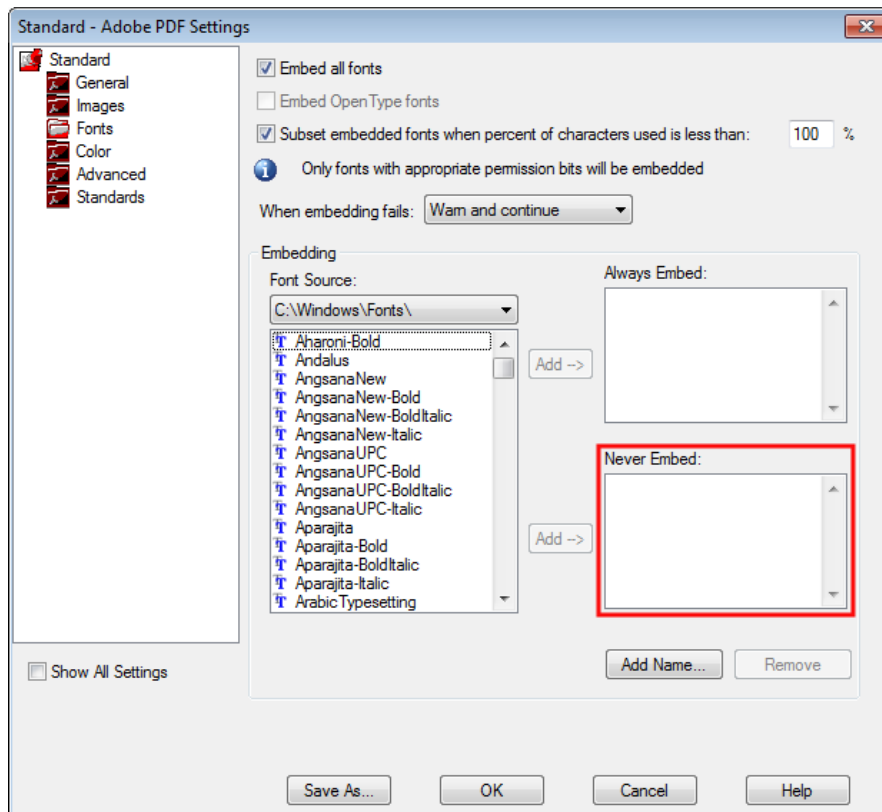 Standard - Adobe PDF Settings
Standard
General
Images
Fonts
Color
Advanced
Standards
Show All Settings
Embed all fonts
Embed OpenType fonts
Subset embedded fonts when percent of characters used is less than: 100 %
Only fonts with appropriate permission bits will be embedded
When embedding fails: Warn and continue
Embedding
Font Source:
C:\Windows\Fonts\
Aharoni-Bold
Andalus
AngsanaNew
AngsanaNew-Bold
AngsanaNew-BoldItalic
AngsanaNew-Italic
AngsanaUPC
AngsanaUPC-Bold
AngsanaUPC-BoldItalic
AngsanaUPC-Italic
Aparajita
Aparajita-Bold
Aparajita-BoldItalic
Aparajita-Italic
ArabicTypesetting
Add -->
Add -->
Always Embed:
Never Embed:
Add Name...
Remove
Save As...
OK
Cancel
Help